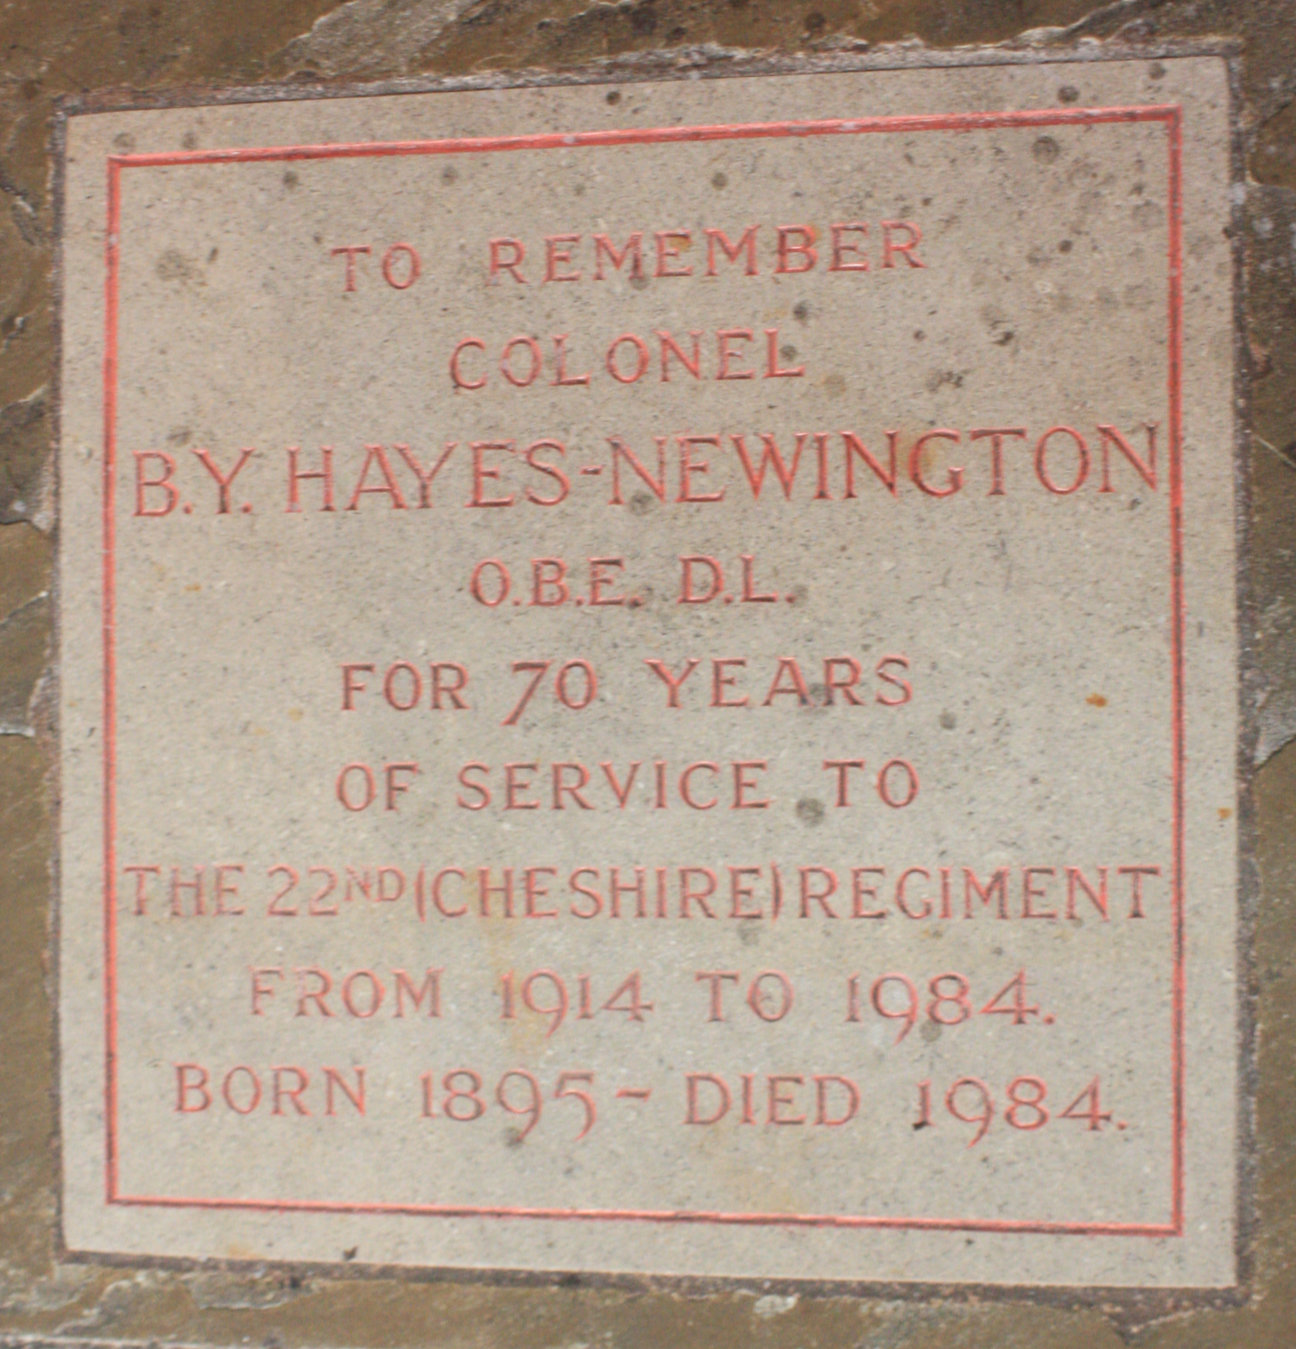 TO REMEMBER
COLONEL
B.Y. HAYES-NEWINGTON
O.B.E. D.L.
FOR 70 YEARS
OF SERVICE TO
THE 22ND (CHESHIRE) REGIMENT
FROM 1914 TO 1984.
BORN 1895 - DIED 1984.